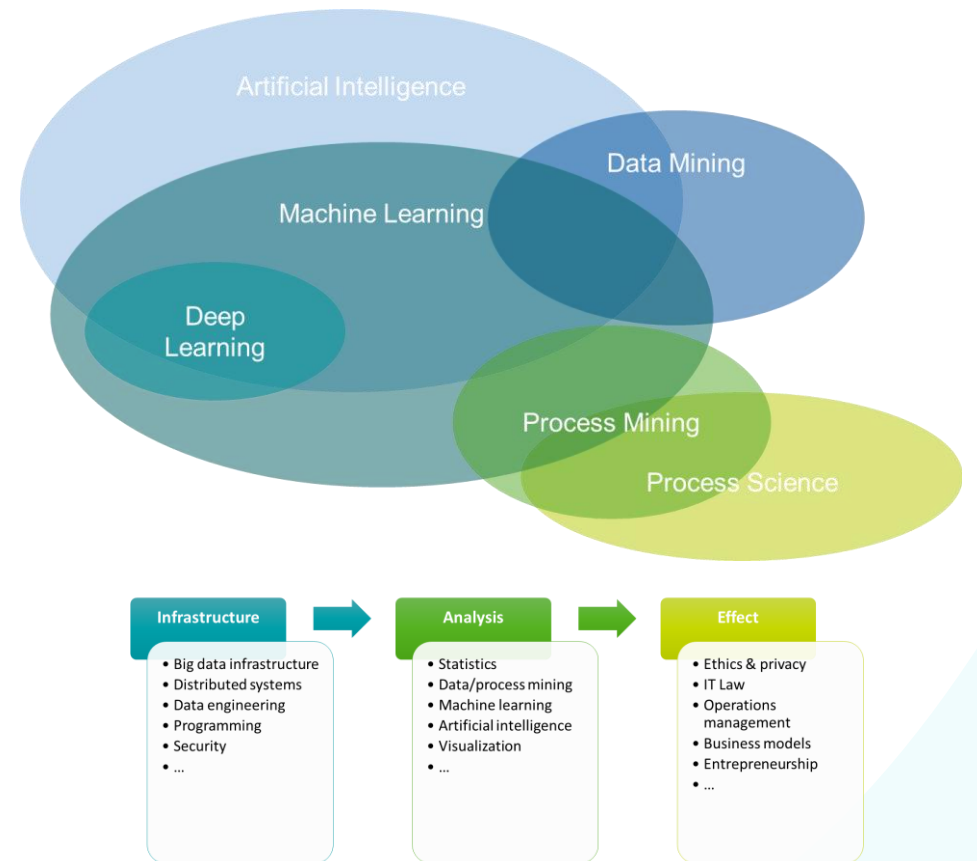 Artificial Intelligence
Data Mining
Machine Learning
Deep
Learning
Process Mining
Process Science
Infrastructure
• Big data infrastructure
• Distributed systems
• Data engineering
• Programming
• Security
• ...
Analysis
• Statistics
• Data/process mining
• Machine learning
• Artificial intelligence
• Visualization
• ...
Effect
• Ethics & privacy
• IT Law
• Operations
management
• Business models
• Entrepreneurship
• ...